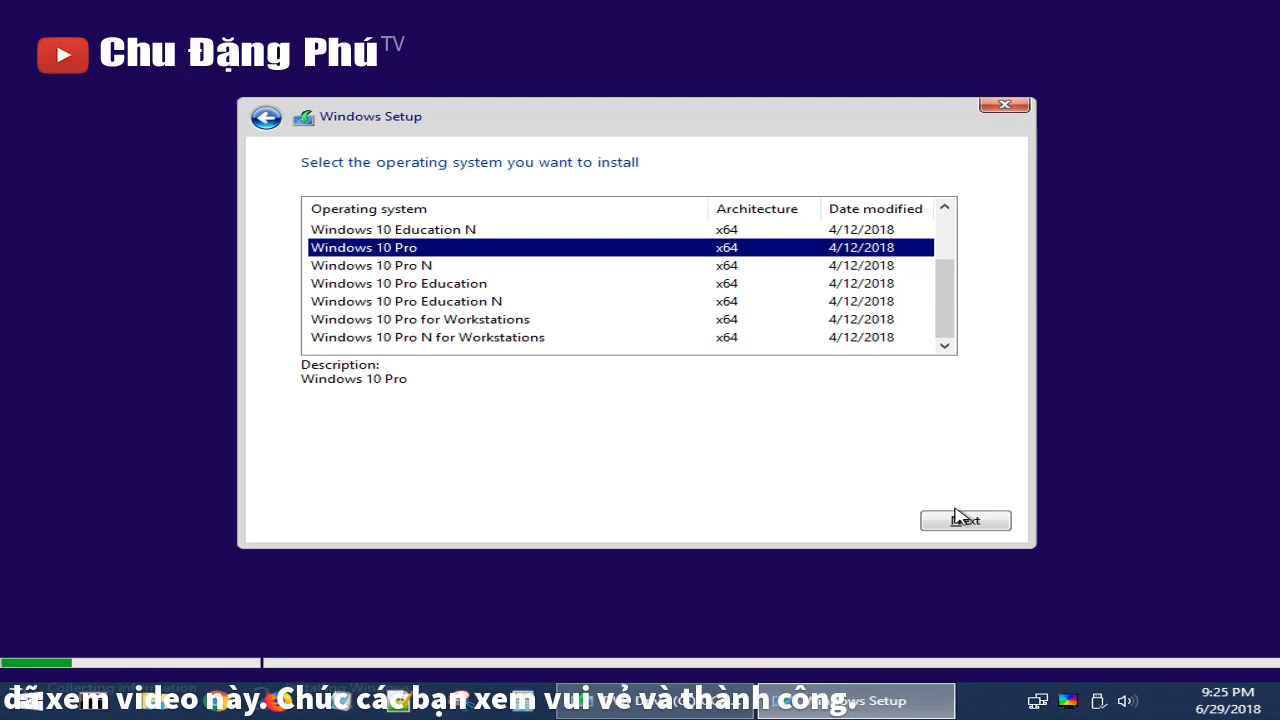 Chu Đặng Phú TV
Windows Setup
Select the operating system you want to install
Operating system Architecture Date modified
Windows 10 Education N x64 4/12/2018
Windows 10 Pro x64 4/12/2018
Windows 10 Pro N x64 4/12/2018
Windows 10 Pro Education x64 4/12/2018
Windows 10 Pro Education N x64 4/12/2018
Windows 10 Pro for Workstations x64 4/12/2018
Windows 10 Pro N for Workstations x64 4/12/2018
Description:
Windows 10 Pro
Next
đã xem video này. Chúc các bạn xem vui vẻ và thành công.
Setup
9:25 PM
6/29/2018